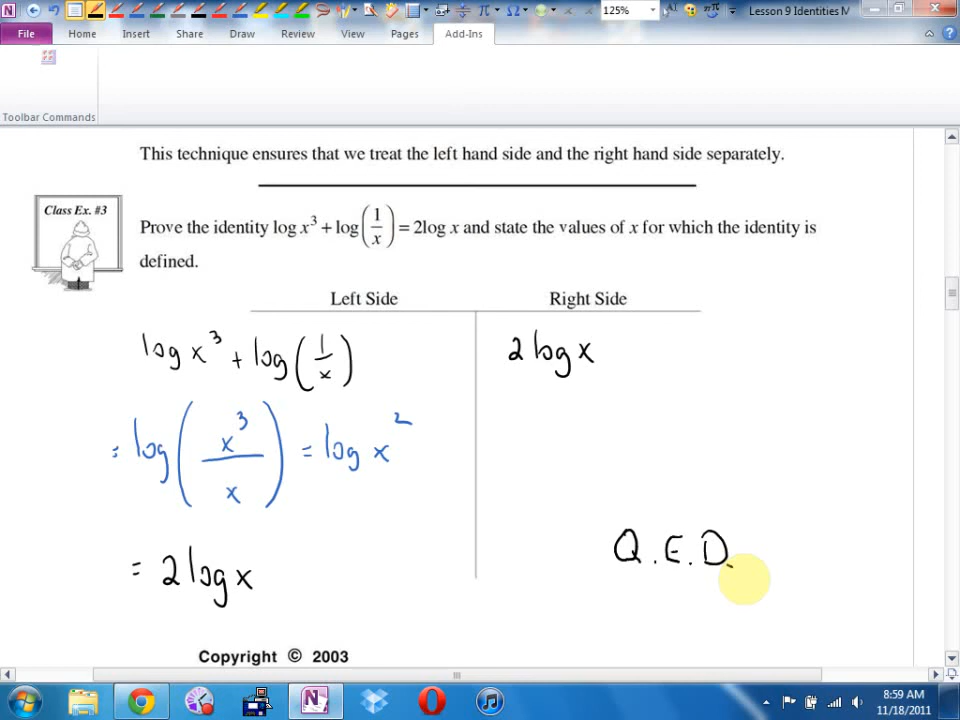 125%
Lesson 9 Identities M
File Home Insert Share Draw Review View Pages Add-Ins
Toolbar Commands
This technique ensures that we treat the left hand side and the right hand side separately.
Class Ex. #3
Prove the identity log x³ + log(1/x) = 2log x and state the values of x for which the identity is
defined.
Left Side Right Side
log x³ + log(1/x) 2 log x
= log(x³/x) = log x²
Q.E.D.
= 2 log x
Copyright © 2003
8:59 AM
11/18/2011